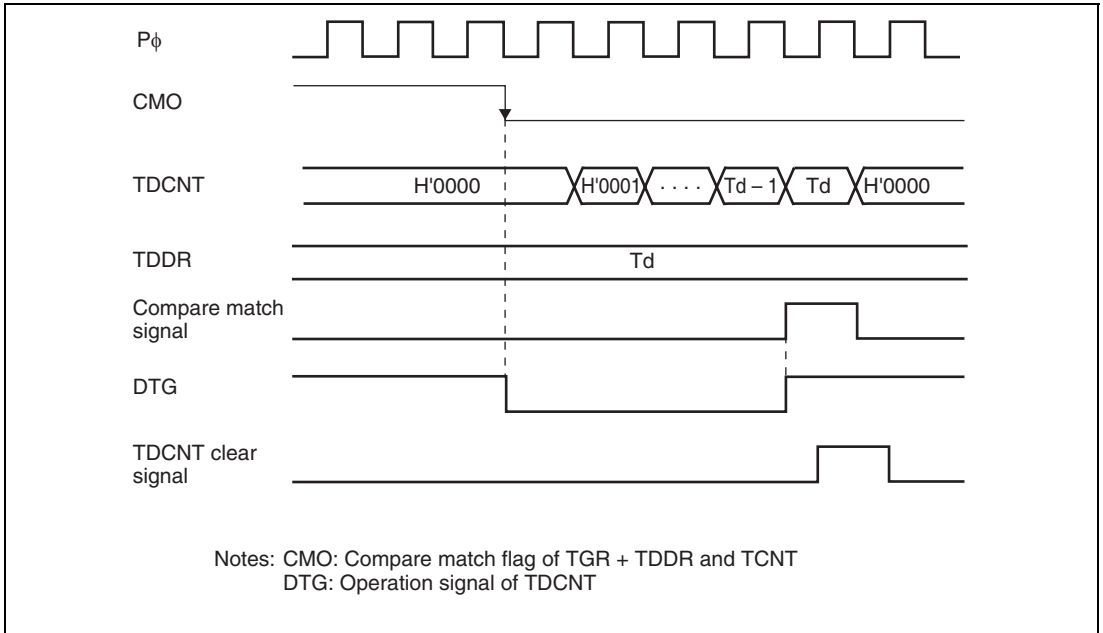 Pϕ
CMO
TDCNT
H'0000 H'0001 · · · · Td – 1 Td H'0000
TDDR
Td
Compare match
signal
DTG
TDCNT clear
signal
Notes: CMO: Compare match flag of TGR + TDDR and TCNT
DTG: Operation signal of TDCNT